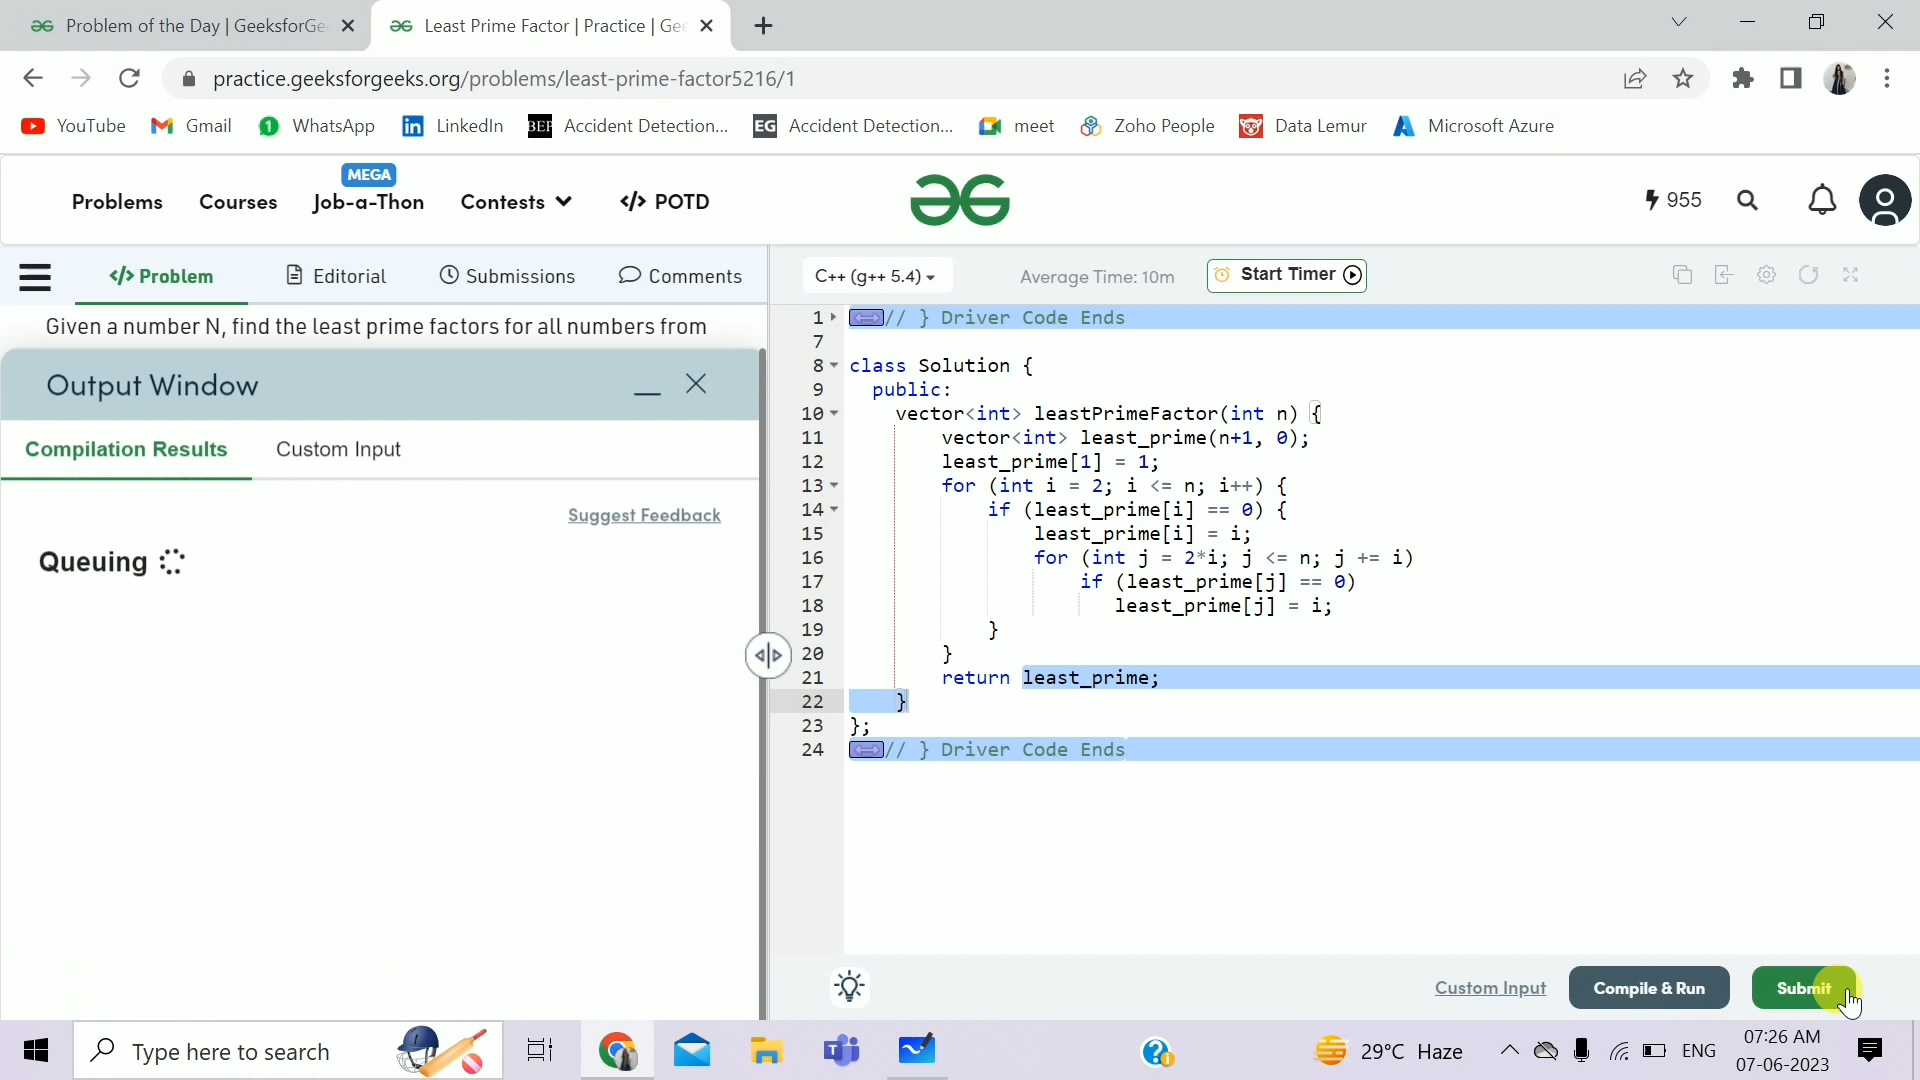 Problem of the Day | GeeksforGe
Least Prime Factor | Practice | Gee
practice.geeksforgeeks.org/problems/least-prime-factor5216/1
YouTube Gmail WhatsApp LinkedIn BEP Accident Detection... EG Accident Detection... meet Zoho People Data Lemur Microsoft Azure
MEGA
Problems Courses Job-a-Thon Contests </> POTD 955
</> Problem Editorial Submissions Comments
C++ (g++ 5.4) Average Time: 10m Start Timer
Given a number N, find the least prime factors for all numbers from
Output Window
Compilation Results Custom Input
Suggest Feedback
Queuing
1 // } Driver Code Ends
7
8 class Solution {
9 public:
10 vector<int> leastPrimeFactor(int n) {
11 vector<int> least_prime(n+1, 0);
12 least_prime[1] = 1;
13 for (int i = 2; i <= n; i++) {
14 if (least_prime[i] == 0) {
15 least_prime[i] = i;
16 for (int j = 2*i; j <= n; j += i)
17 if (least_prime[j] == 0)
18 least_prime[j] = i;
19 }
20 }
21 return least_prime;
22 }
23 };
24 // } Driver Code Ends
Custom Input Compile & Run Submit
Type here to search
29°C Haze ENG
07:26 AM
07-06-2023